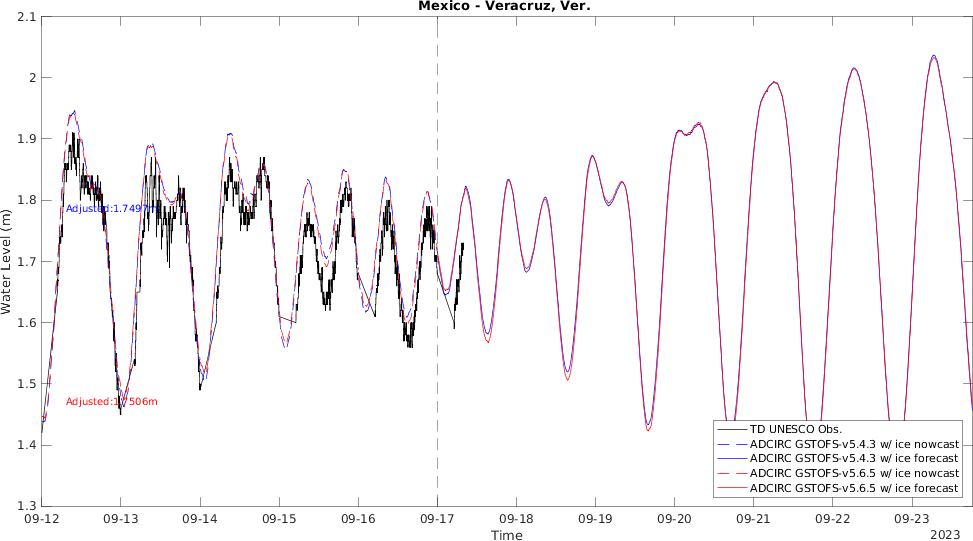 Mexico - Veracruz, Ver.
2.1
2
1.9
1.8
1.7
1.6
1.5
1.4
1.3
Water Level (m)
Adjusted:1.7497m
Adjusted:1.7506m
TD UNESCO Obs.
ADCIRC GSTOFS-v5.4.3 w/ ice nowcast
ADCIRC GSTOFS-v5.4.3 w/ ice forecast
ADCIRC GSTOFS-v5.6.5 w/ ice nowcast
ADCIRC GSTOFS-v5.6.5 w/ ice forecast
09-12 09-13 09-14 09-15 09-16 09-17 09-18 09-19 09-20 09-21 09-22 09-23
Time
2023